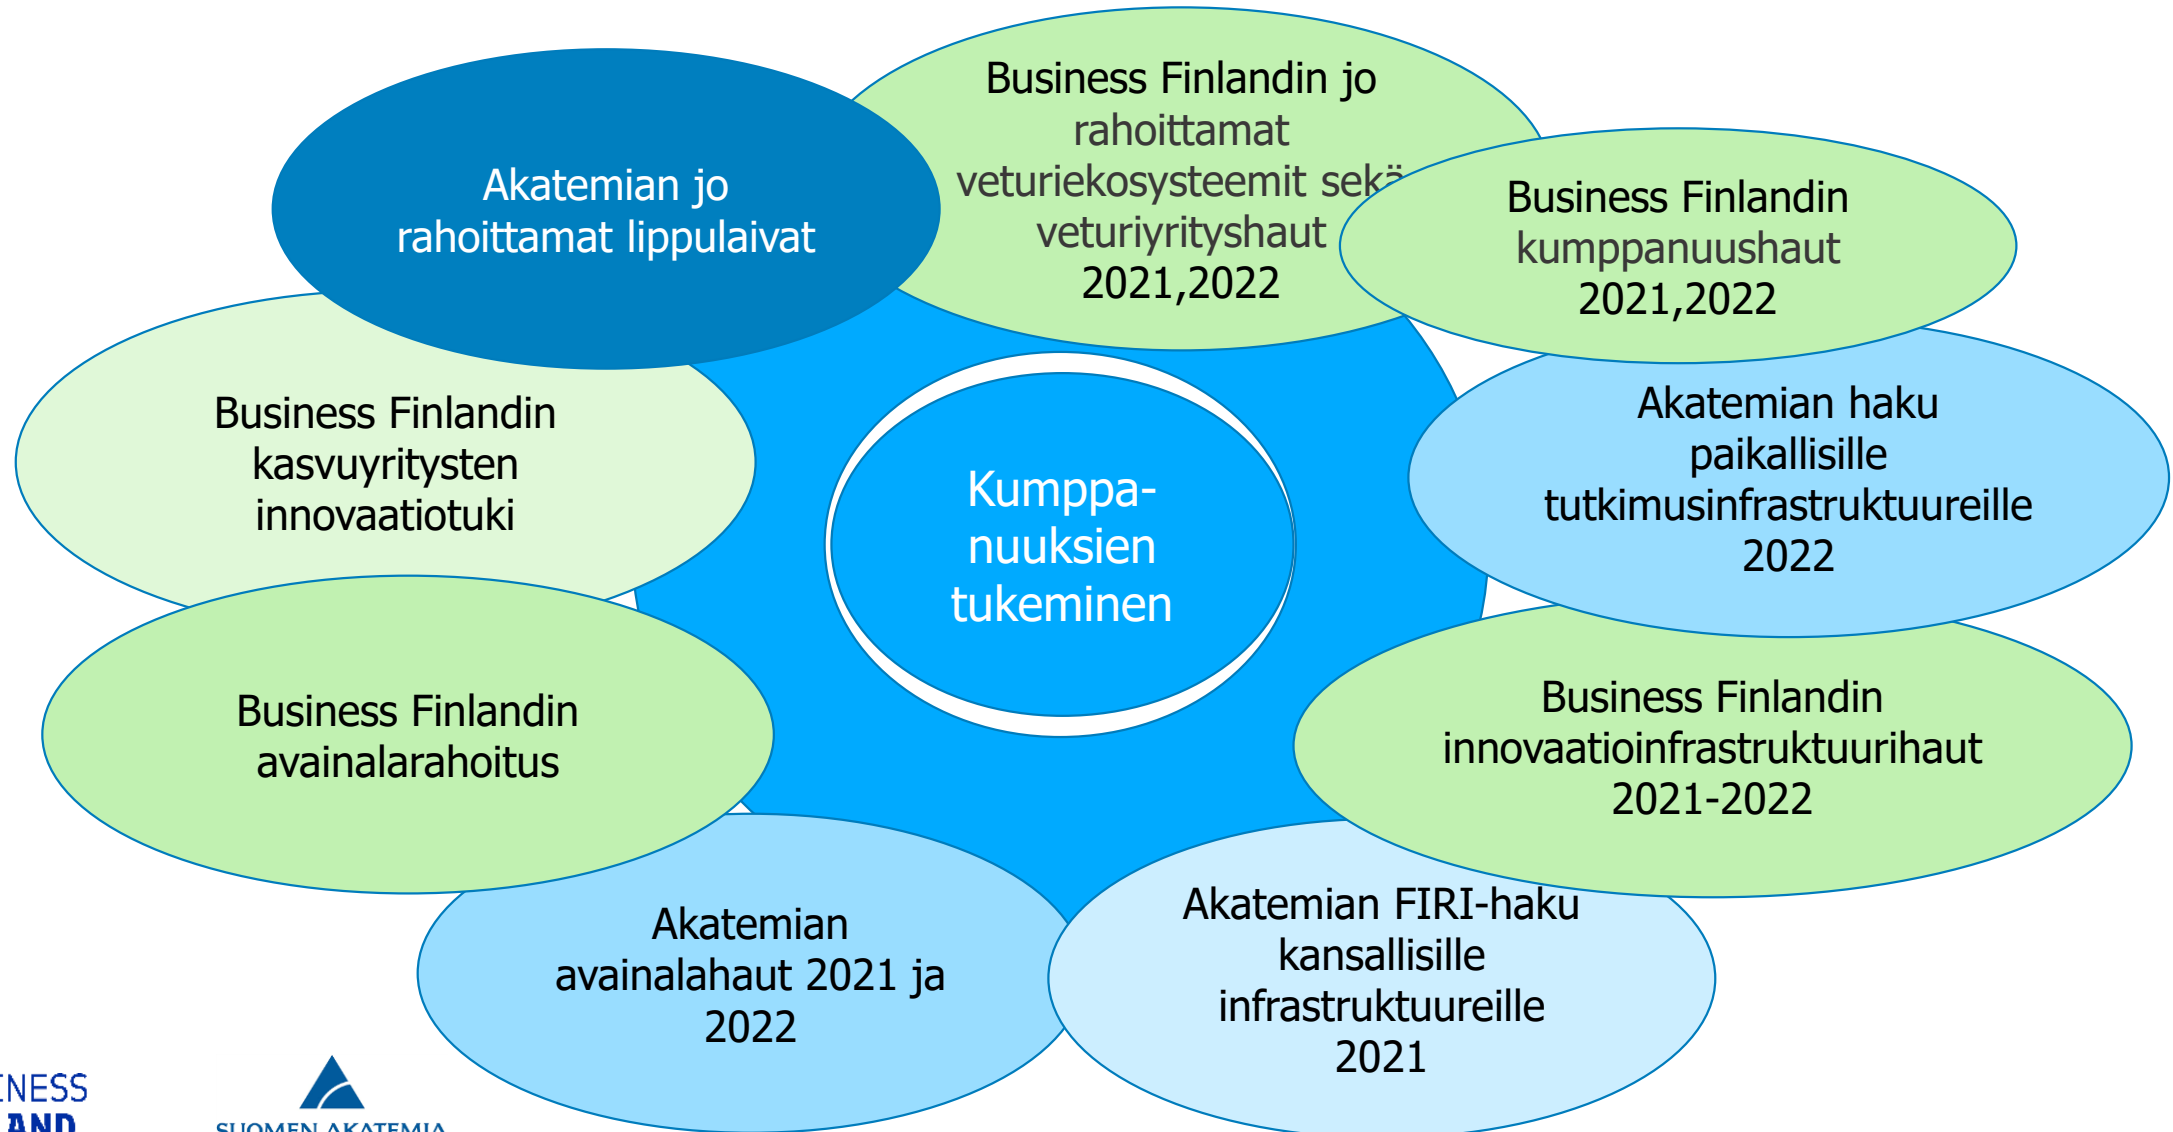 Business Finlandin jo
rahoittamat
veturiekosysteemit sekä
veturiyrityshaut
2021,2022
Akatemian jo
rahoittamat lippulaivat
Business Finlandin
kumppanuushaut
2021,2022
Akatemian haku
paikallisille
tutkimusinfrastruktuureille
2022
Business Finlandin
kasvuyritysten
innovaatiotuki
Kumppa-
nuuksien
tukeminen
Business Finlandin
innovaatioinfrastruktuurihaut
2021-2022
Business Finlandin
avainalarahoitus
Akatemian FIRI-haku
kansallisille
infrastruktuureille
2021
Akatemian
avainalahaut 2021 ja
2022
SUOMEN AKATEMIA